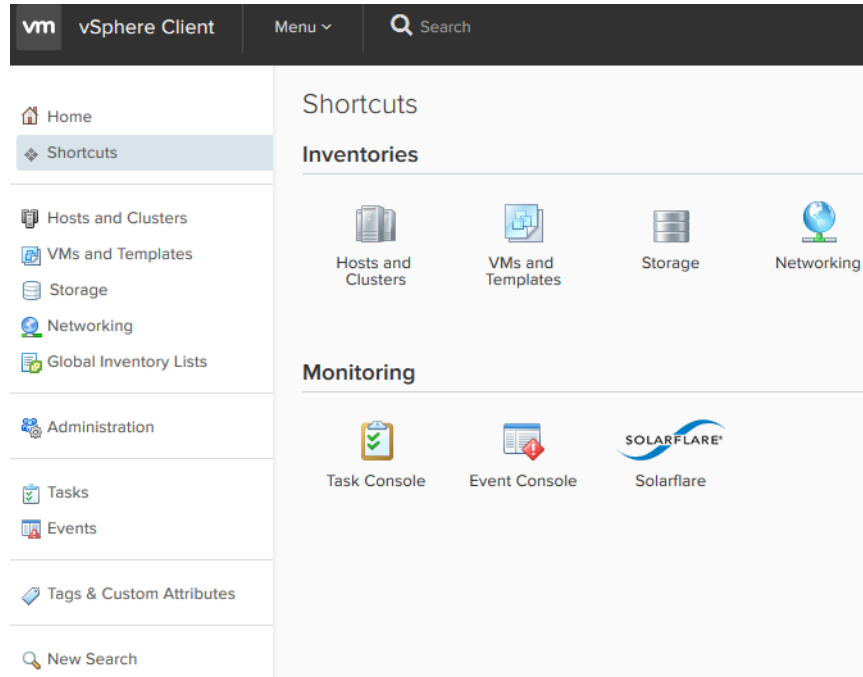 vm vSphere Client Menu Search
Home
Shortcuts
Hosts and Clusters
VMs and Templates
Storage
Networking
Global Inventory Lists
Administration
Tasks
Events
Tags & Custom Attributes
New Search
Shortcuts
Inventories
Hosts and
Clusters
VMs and
Templates
Storage
Networking
Monitoring
Task Console
Event Console
SOLARFLARE®
Solarflare